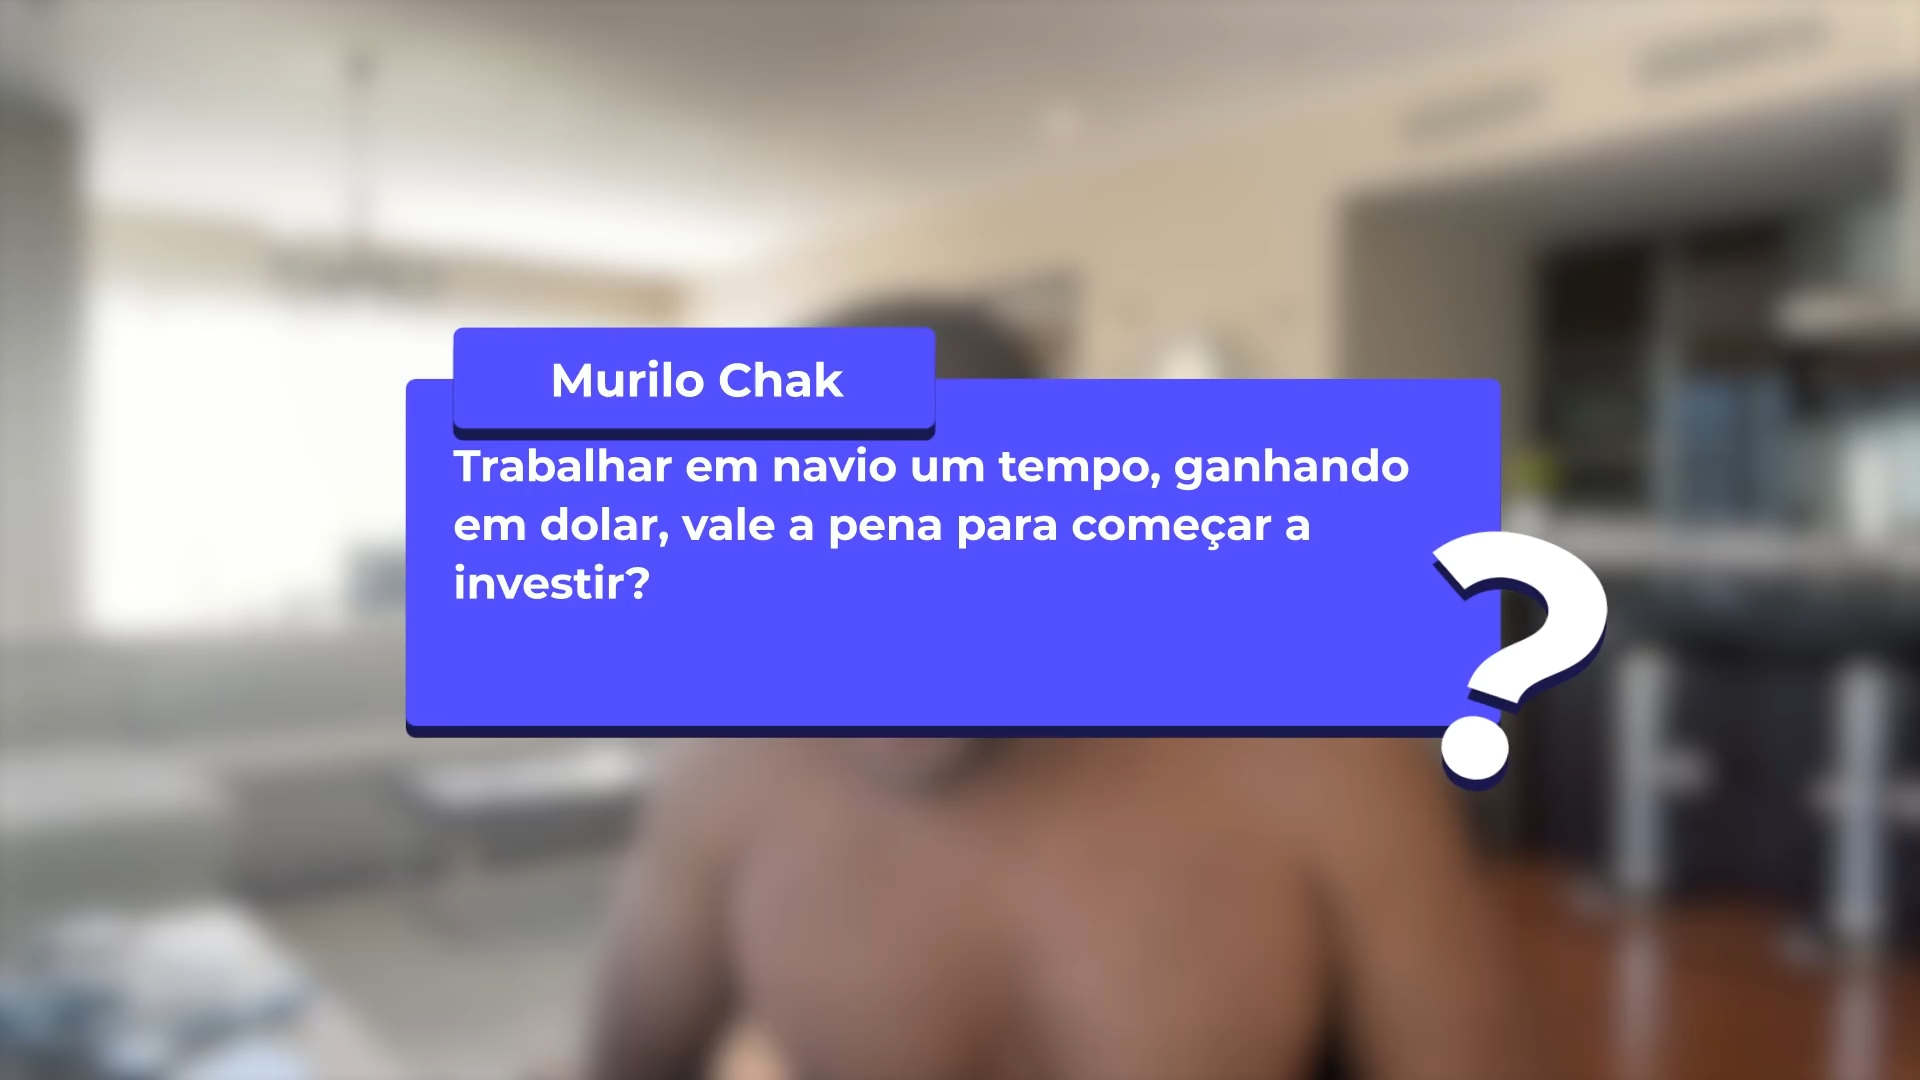 Murilo Chak
Trabalhar em navio um tempo, ganhando
em dolar, vale a pena para começar a
investir?
?